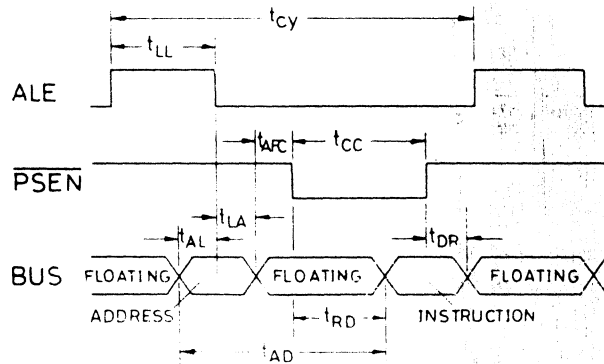 tCy
tLL
ALE
tAFC
tCC
PSEN
tLA
tAL
tDR
BUS
FLOATING
FLOATING
FLOATING
ADDRESS
tRD
INSTRUCTION
tAD